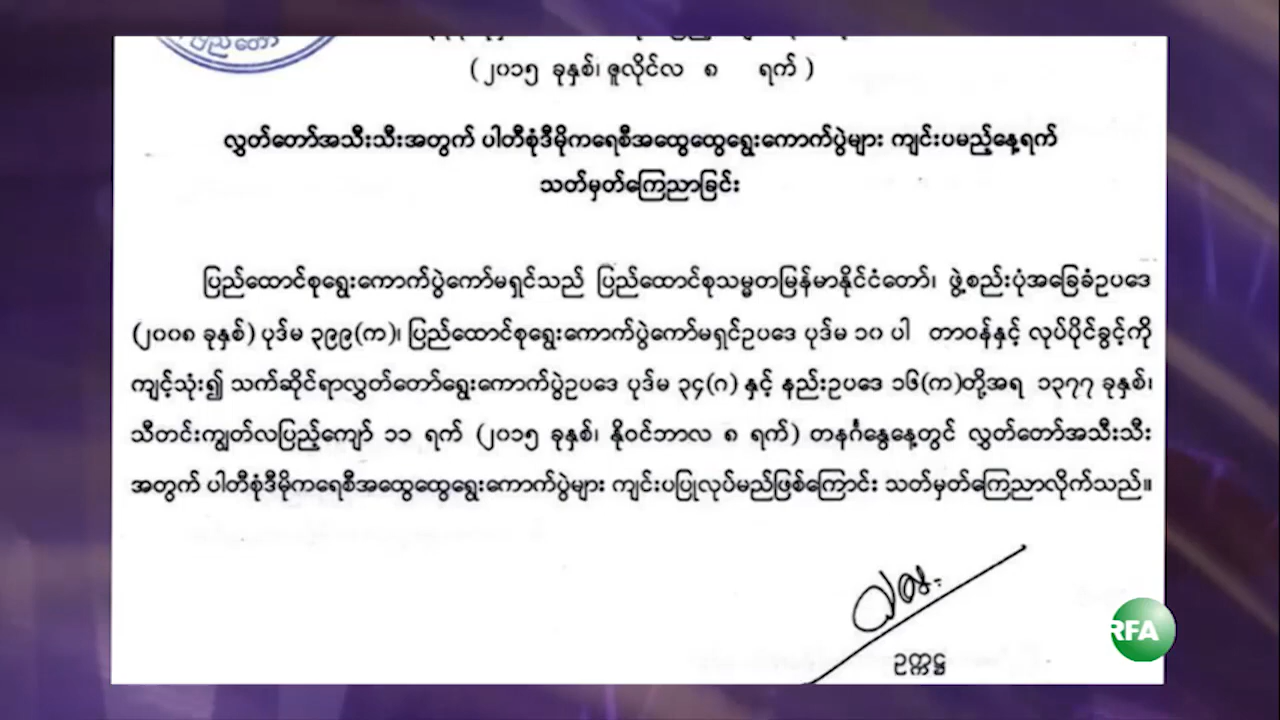 ပြည်တော်
(၂၀၁၅ ခုနှစ်၊ ဇူလိုင်လ ၈ ရက် )
လွှတ်တော်အသီးသီးအတွက် ပါတီစုံဒီမိုကရေစီအထွေထွေရွေးကောက်ပွဲများ ကျင်းပမည့်နေ့ရက်
သတ်မှတ်ကြေညာခြင်း
ပြည်ထောင်စုရွေးကောက်ပွဲကော်မရှင်သည် ပြည်ထောင်စုသမ္မတမြန်မာနိုင်ငံတော်၊ ဖွဲ့စည်းပုံအခြေခံဥပဒေ
(၂၀၀၈ ခုနှစ်) ပုဒ်မ ၃၉၉(က)၊ ပြည်ထောင်စုရွေးကောက်ပွဲကော်မရှင်ဥပဒေ ပုဒ်မ ၁၀ ပါ တာဝန်နှင့် လုပ်ပိုင်ခွင့်ကို
ကျင့်သုံး၍ သက်ဆိုင်ရာလွှတ်တော်ရွေးကောက်ပွဲဥပဒေ ပုဒ်မ ၃၄(ဂ) နှင့် နည်းဥပဒေ ၁၆(က)တို့အရ ၁၃၇၇ ခုနှစ်၊
သီတင်းကျွတ်လပြည့်ကျော် ၁၁ ရက် (၂၀၁၅ ခုနှစ်၊ နိုဝင်ဘာလ ၈ ရက်) တနင်္ဂနွေနေ့တွင် လွှတ်တော်အသီးသီး
အတွက် ပါတီစုံဒီမိုကရေစီအထွေထွေရွေးကောက်ပွဲများ ကျင်းပပြုလုပ်မည်ဖြစ်ကြောင်း သတ်မှတ်ကြေညာလိုက်သည်။
ဥက္ကဋ္ဌ
RFA